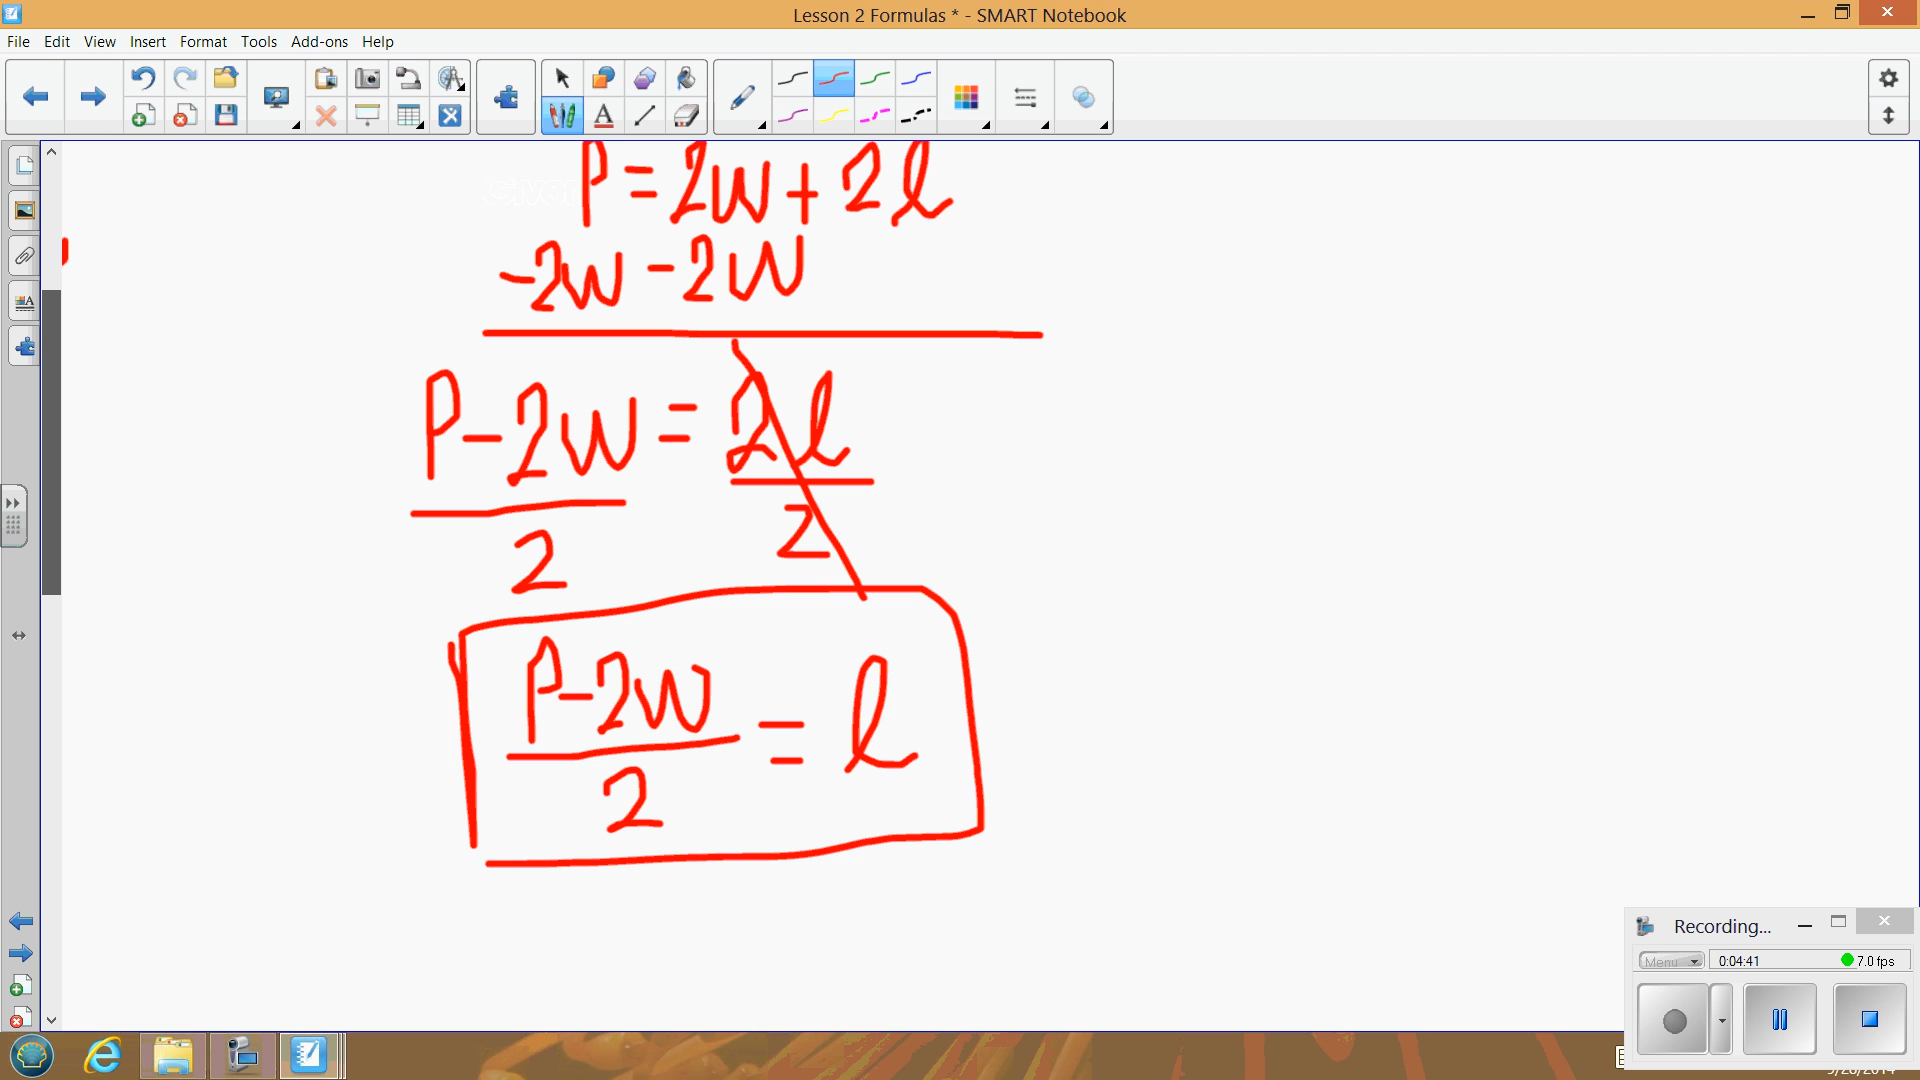 Lesson 2 Formulas * - SMART Notebook
File Edit View Insert Format Tools Add-ons Help
P = 2W + 2l
-2W - 2W
P - 2W = 2l
2 2
P - 2W = l
2
Recording...
Menu 0:04:41 7.0 fps